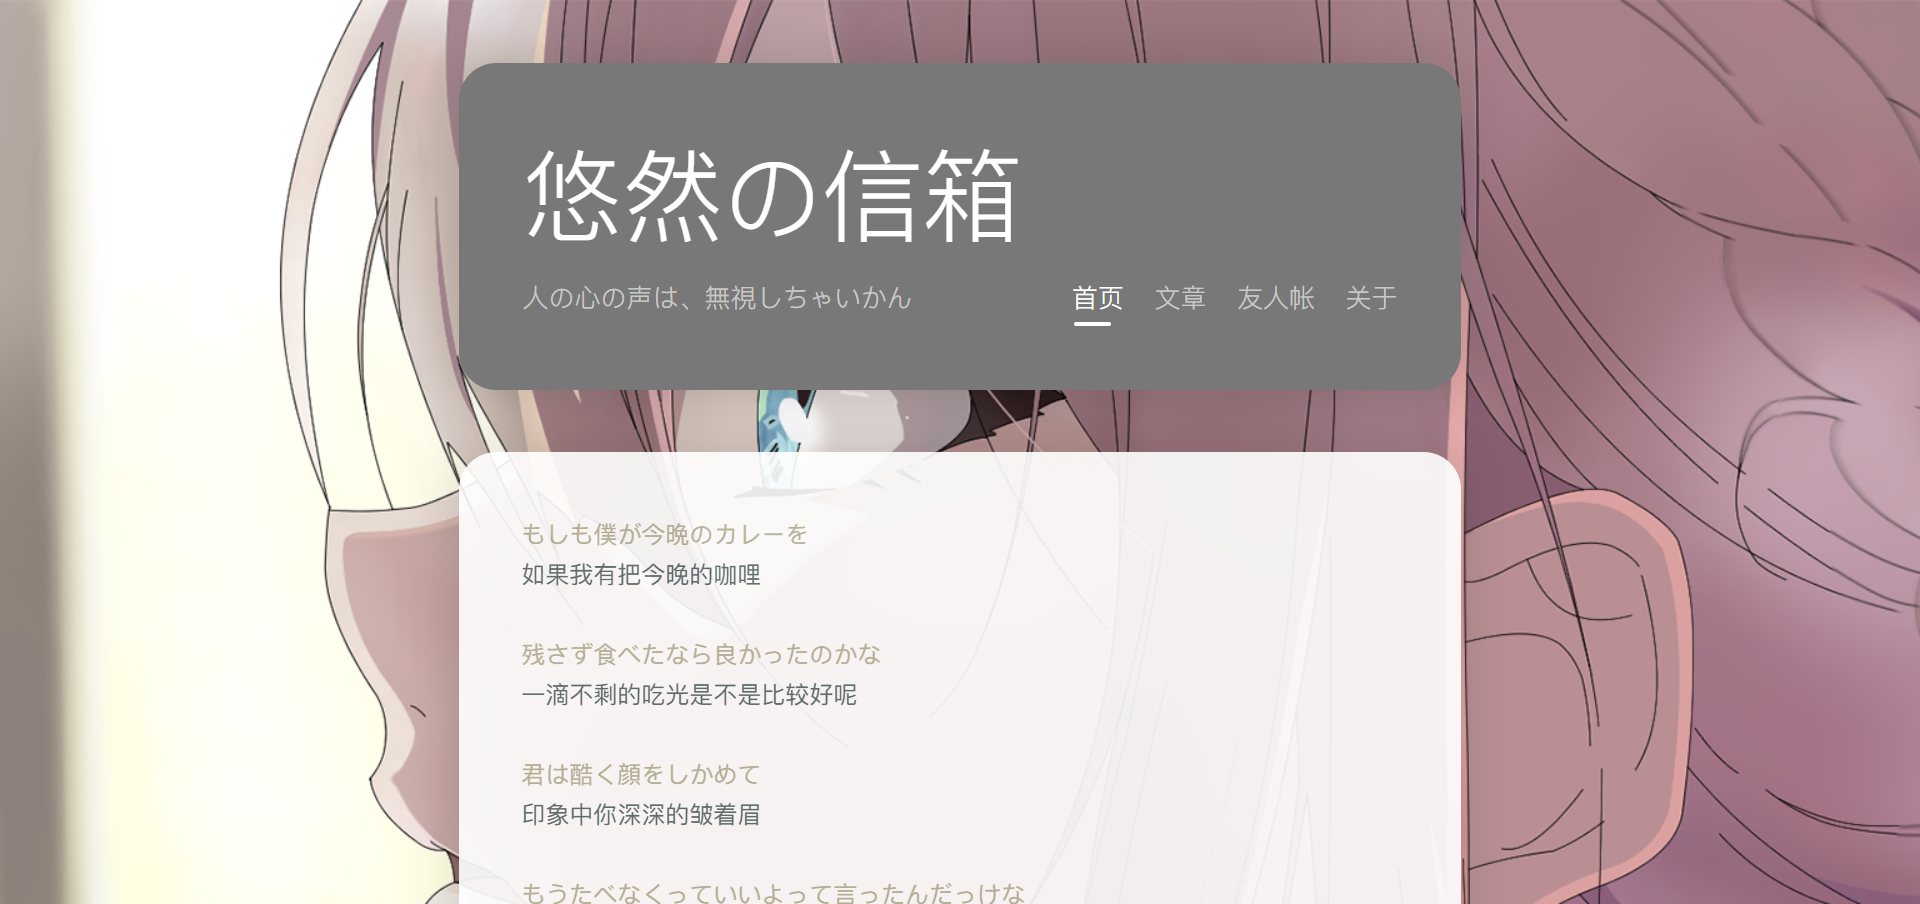 悠然の信箱
人の心の声は、無視しちゃいかん
首页 文章 友人帐 关于
もしも僕が今晩のカレーを
如果我有把今晚的咖哩
残さず食べたなら良かったのかな
一滴不剩的吃光是不是比较好呢
君は酷く顔をしかめて
印象中你深深的皱着眉
もうたべなくっていいよって言ったんだっけな